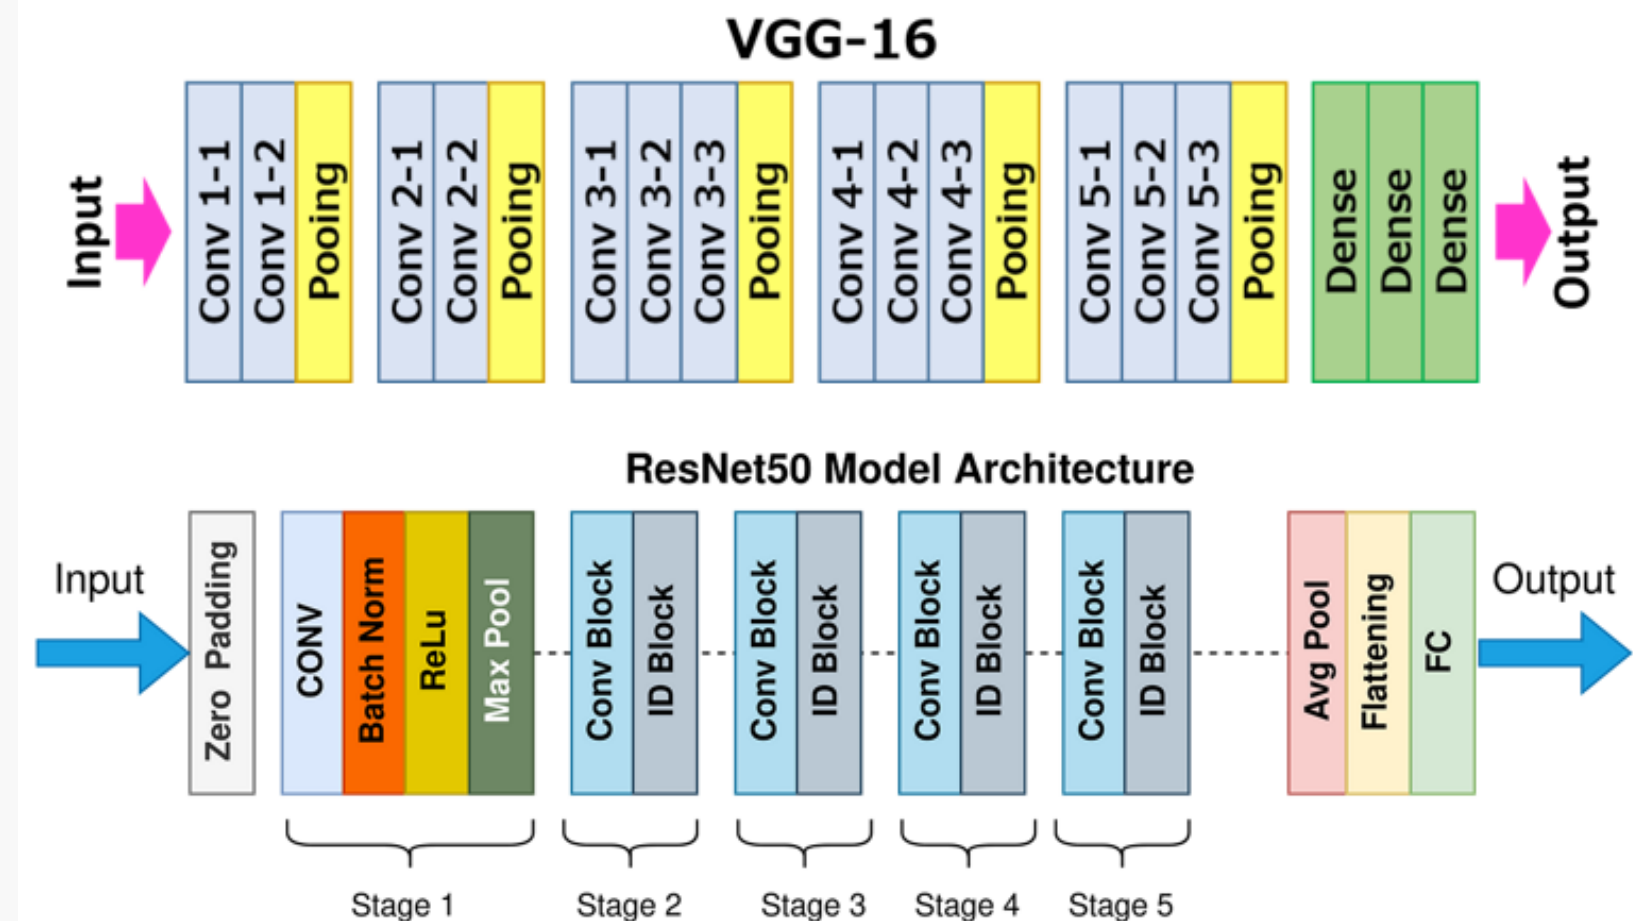 VGG-16
Input
Conv 1-1
Conv 1-2
Pooing
Conv 2-1
Conv 2-2
Pooing
Conv 3-1
Conv 3-2
Conv 3-3
Pooing
Conv 4-1
Conv 4-2
Conv 4-3
Pooing
Conv 5-1
Conv 5-2
Conv 5-3
Pooing
Dense
Dense
Dense
Output
ResNet50 Model Architecture
Input
Zero Padding
CONV
Batch Norm
ReLu
Max Pool
Conv Block
ID Block
Conv Block
ID Block
Conv Block
ID Block
Conv Block
ID Block
Avg Pool
Flattening
FC
Output
Stage 1
Stage 2
Stage 3
Stage 4
Stage 5